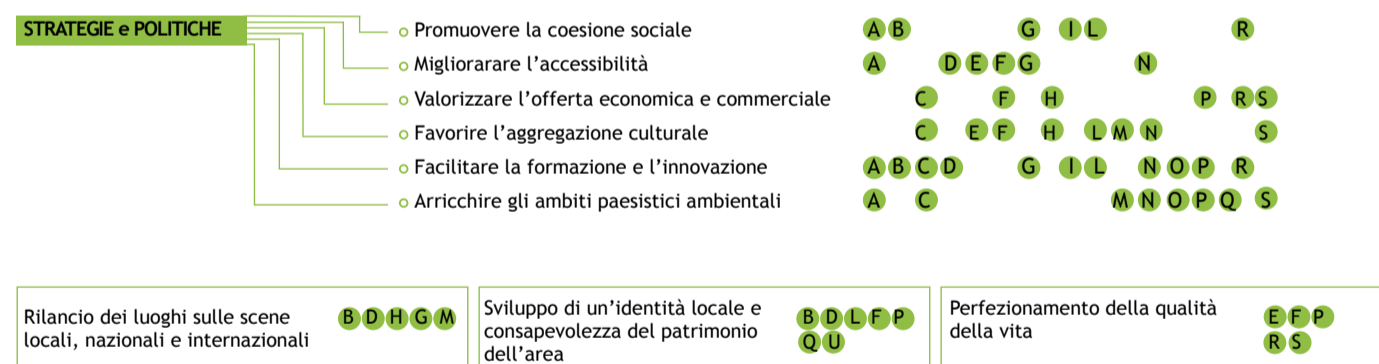 STRATEGIE e POLITICHE
Promuovere la coesione sociale A B G I L R
Migliorarare l'accessibilità A D E F G N
Valorizzare l'offerta economica e commerciale C F H P R S
Favorire l'aggregazione culturale C E F H L M N S
Facilitare la formazione e l'innovazione A B C D G I L N O P R
Arricchire gli ambiti paesistici ambientali A C M N O P Q S
Rilancio dei luoghi sulle scene
locali, nazionali e internazionali
B D H G M
Sviluppo di un'identità locale e
consapevolezza del patrimonio
dell'area
B D L F P
Q U
Perfezionamento della qualità
della vita
E F P
R S